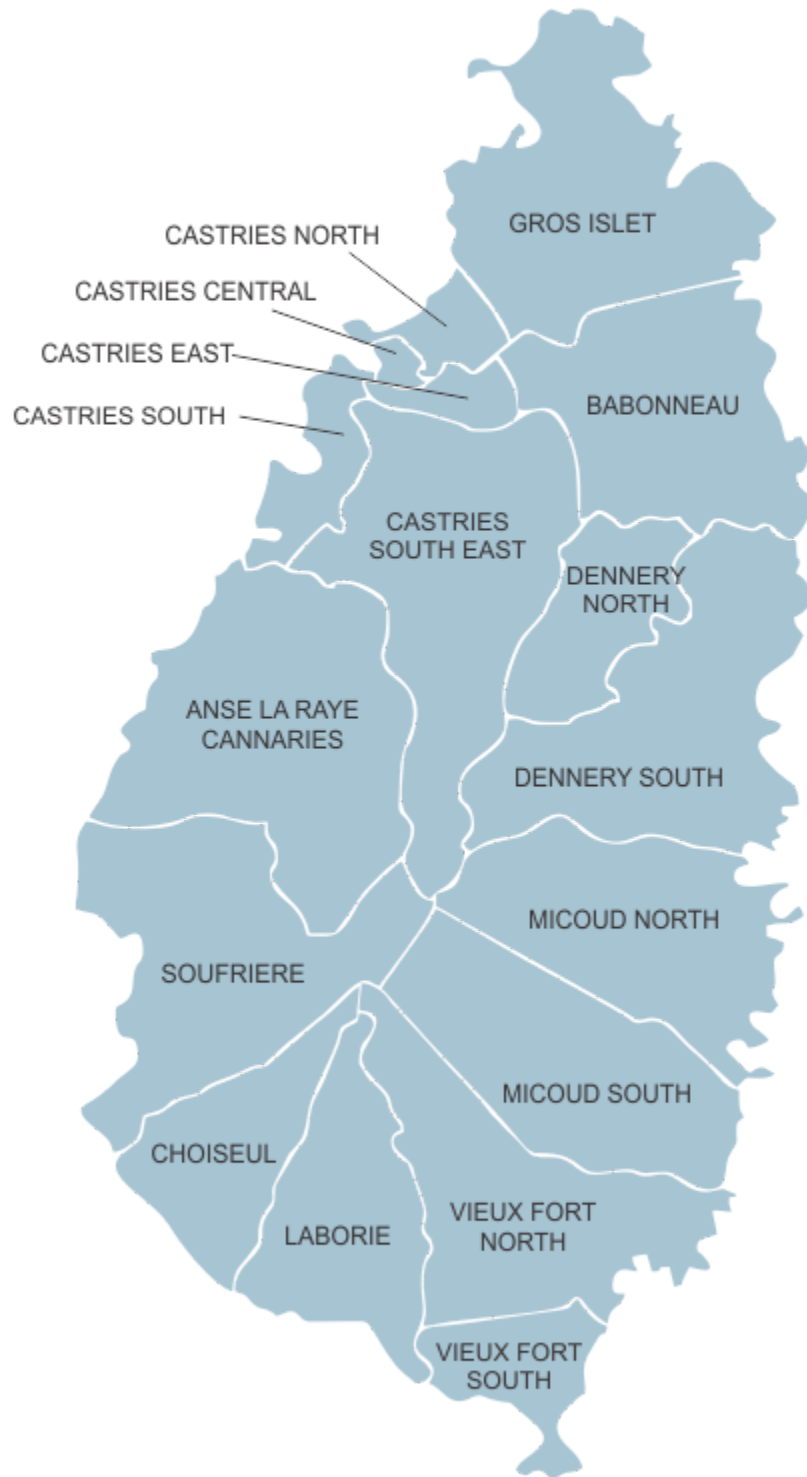 GROS ISLET
CASTRIES NORTH
CASTRIES CENTRAL
CASTRIES EAST
CASTRIES SOUTH
BABONNEAU
CASTRIES
SOUTH EAST
DENNERY
NORTH
ANSE LA RAYE
CANNARIES
DENNERY SOUTH
MICOUD NORTH
SOUFRIERE
MICOUD SOUTH
CHOISEUL
LABORIE
VIEUX FORT
NORTH
VIEUX FORT
SOUTH